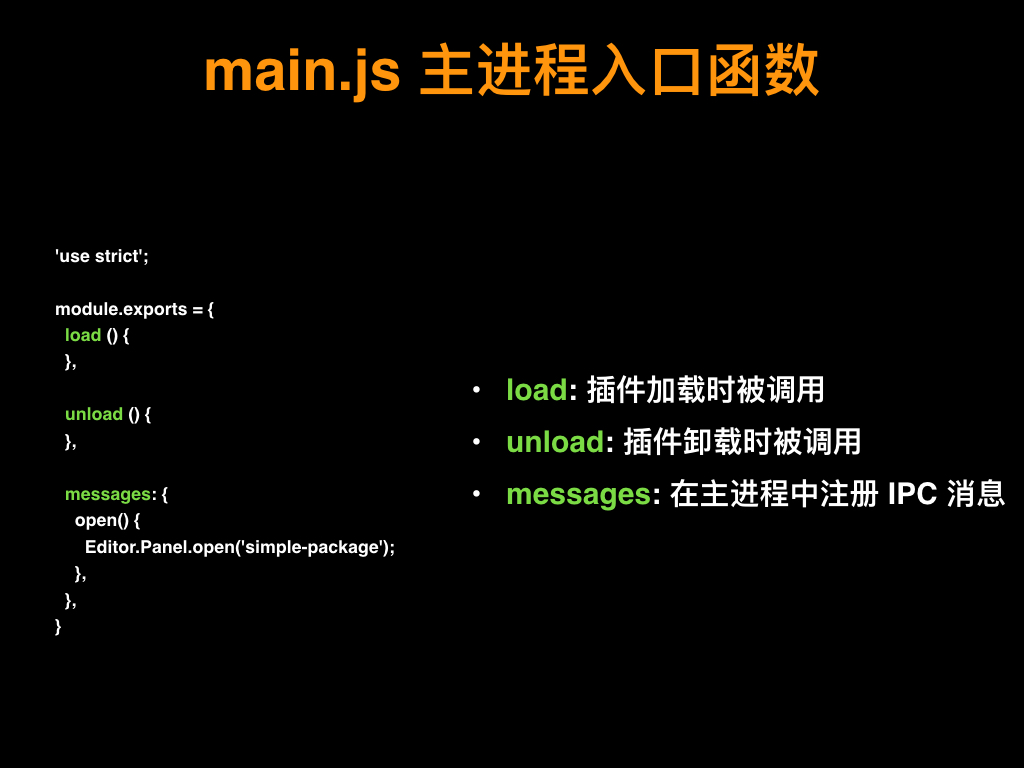 main.js 主进程入口函数
'use strict';
module.exports = {
load () {
},
unload () {
},
messages: {
open() {
Editor.Panel.open('simple-package');
},
},
}
• load: 插件加载时被调用
• unload: 插件卸载时被调用
• messages: 在主进程中注册 IPC 消息